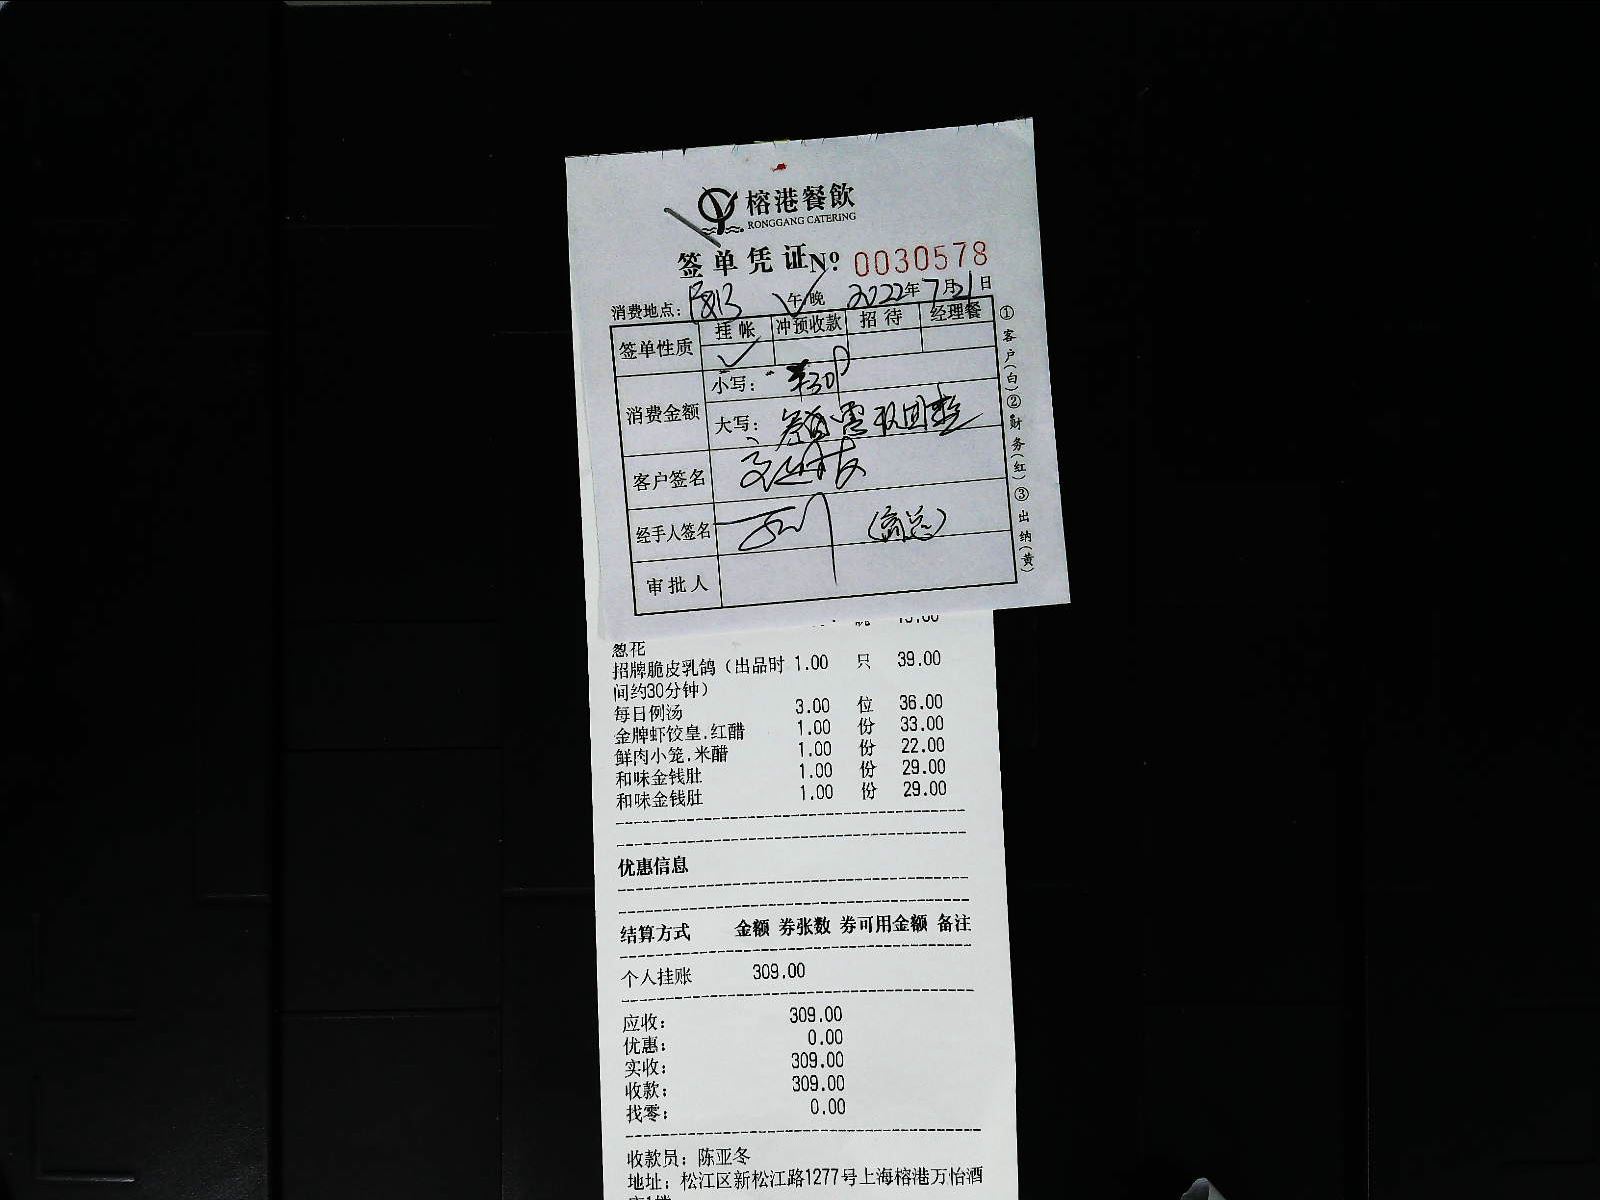 榕港餐飲
RONGGANG CATERING
签单凭证 Nº 0030578
消费地点： 午晚 2022年7月21日
签单性质 挂帐 冲预收款 招待 经理餐
消费金额 小写：¥309
大写：
客户签名
经手人签名
审批人
①客户(白)②财务(红)③出纳(黄)
葱花
招牌脆皮乳鸽（出品时 1.00 只 39.00
间约30分钟）
每日例汤 3.00 位 36.00
金牌虾饺皇.红醋 1.00 份 33.00
鲜肉小笼.米醋 1.00 份 22.00
和味金钱肚 1.00 份 29.00
和味金钱肚 1.00 份 29.00
优惠信息
结算方式 金额 券张数 券可用金额 备注
个人挂账 309.00
应收： 309.00
优惠： 0.00
实收： 309.00
收款： 309.00
找零： 0.00
收款员：陈亚冬
地址：松江区新松江路1277号上海榕港万怡酒